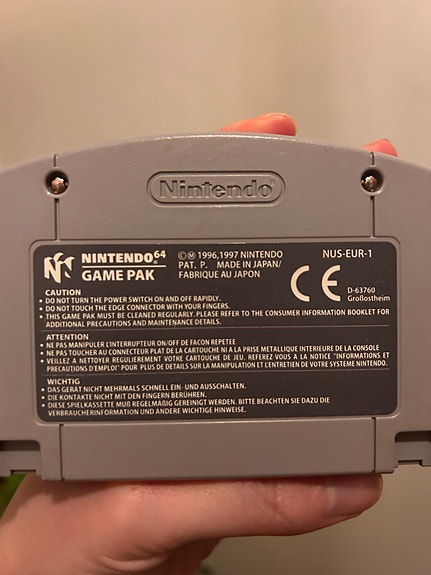 Nintendo
NINTENDO 64
GAME PAK
©Ⓜ 1996,1997 NINTENDO
PAT. P. MADE IN JAPAN/
FABRIQUE AU JAPON
NUS-EUR-1
CE
D-63760
Großostheim
CAUTION
• DO NOT TURN THE POWER SWITCH ON AND OFF RAPIDLY.
• DO NOT TOUCH THE EDGE CONNECTOR WITH YOUR FINGERS.
• THIS GAME PAK MUST BE CLEANED REGULARLY. PLEASE REFER TO THE CONSUMER INFORMATION BOOKLET FOR
ADDITIONAL PRECAUTIONS AND MAINTENANCE DETAILS.
ATTENTION
• NE PAS MANIPULER L'INTERRUPTEUR ON/OFF DE FACON REPETEE
• NE PAS TOUCHER AU CONNECTEUR PLAT DE LA CARTOUCHE NI A LA PRISE METALLIQUE INTERIEURE DE LA CONSOLE
• VEILLEZ A NETTOYER REGULIEREMENT VOTRE CARTOUCHE DE JEU. REFEREZ VOUS A LA NOTICE "INFORMATIONS ET
PRECAUTIONS D'EMPLOI" POUR PLUS DE DETAILS SUR LA MANIPULATION ET L'ENTRETIEN DE VOTRE SYSTEME NINTENDO.
WICHTIG
• DAS GERÄT NICHT MEHRMALS SCHNELL EIN- UND AUSSCHALTEN.
• DIE KONTAKTE NICHT MIT DEN FINGERN BERÜHREN.
• DIESE SPIELKASSETTE MUß REGELMÄßIG GEREINIGT WERDEN. BITTE BEACHTEN SIE DAZU DIE
VERBRAUCHERINFORMATION UND ANDERE WICHTIGE HINWEISE.